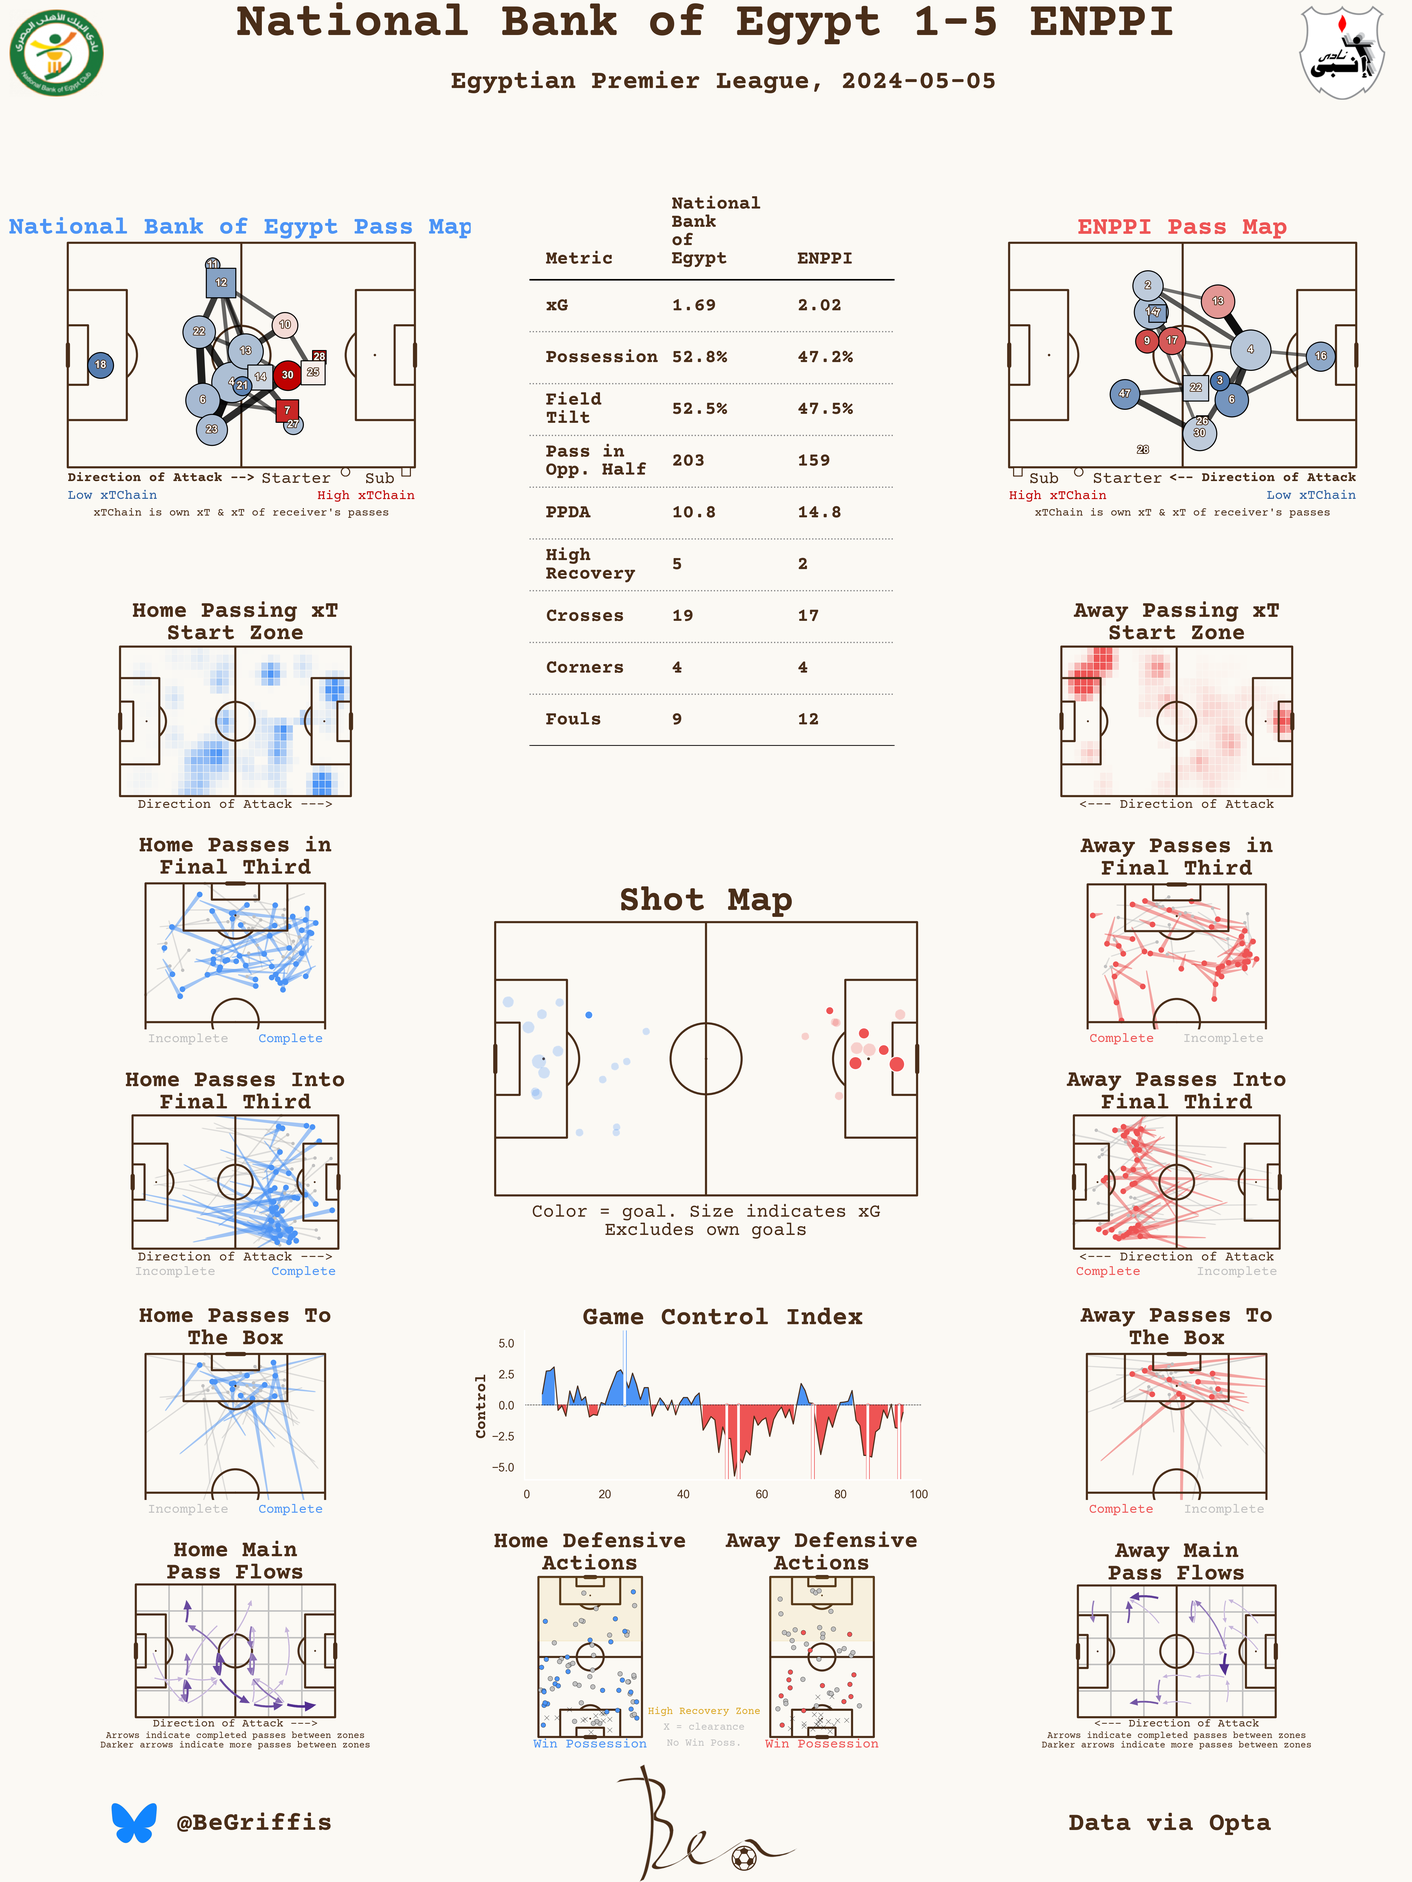 National Bank of Egypt 1-5 ENPPI
Egyptian Premier League, 2024-05-05
نادى البنك الأهلى المصرى
National Bank of Egypt Club
نادى
إنبى
National Bank of Egypt Pass Map
11
12
22
10
13
28
18
4
21
14
30
25
6
7
23
27
Direction of Attack --> Starter Sub
Low xTChain High xTChain
xTChain is own xT & xT of receiver's passes
Metric National Bank of Egypt ENPPI
xG 1.69 2.02
Possession 52.8% 47.2%
Field Tilt 52.5% 47.5%
Pass in Opp. Half 203 159
PPDA 10.8 14.8
High Recovery 5 2
Crosses 19 17
Corners 4 4
Fouls 9 12
ENPPI Pass Map
2
13
14
7
9
17
4
16
3
47
22
6
26
30
28
Sub Starter <-- Direction of Attack
High xTChain Low xTChain
xTChain is own xT & xT of receiver's passes
Home Passing xT
Start Zone
Direction of Attack --->
Away Passing xT
Start Zone
<--- Direction of Attack
Home Passes in
Final Third
Incomplete Complete
Shot Map
Color = goal. Size indicates xG
Excludes own goals
Away Passes in
Final Third
Complete Incomplete
Home Passes Into
Final Third
Direction of Attack --->
Incomplete Complete
Away Passes Into
Final Third
<--- Direction of Attack
Complete Incomplete
Home Passes To
The Box
Incomplete Complete
Game Control Index
Control
5.0
2.5
0.0
−2.5
−5.0
0 20 40 60 80 100
Away Passes To
The Box
Complete Incomplete
Home Main
Pass Flows
Direction of Attack --->
Arrows indicate completed passes between zones
Darker arrows indicate more passes between zones
Home Defensive
Actions
Win Possession
Away Defensive
Actions
Win Possession
High Recovery Zone
X = clearance
No Win Poss.
Away Main
Pass Flows
<--- Direction of Attack
Arrows indicate completed passes between zones
Darker arrows indicate more passes between zones
@BeGriffis
Ben
Data via Opta